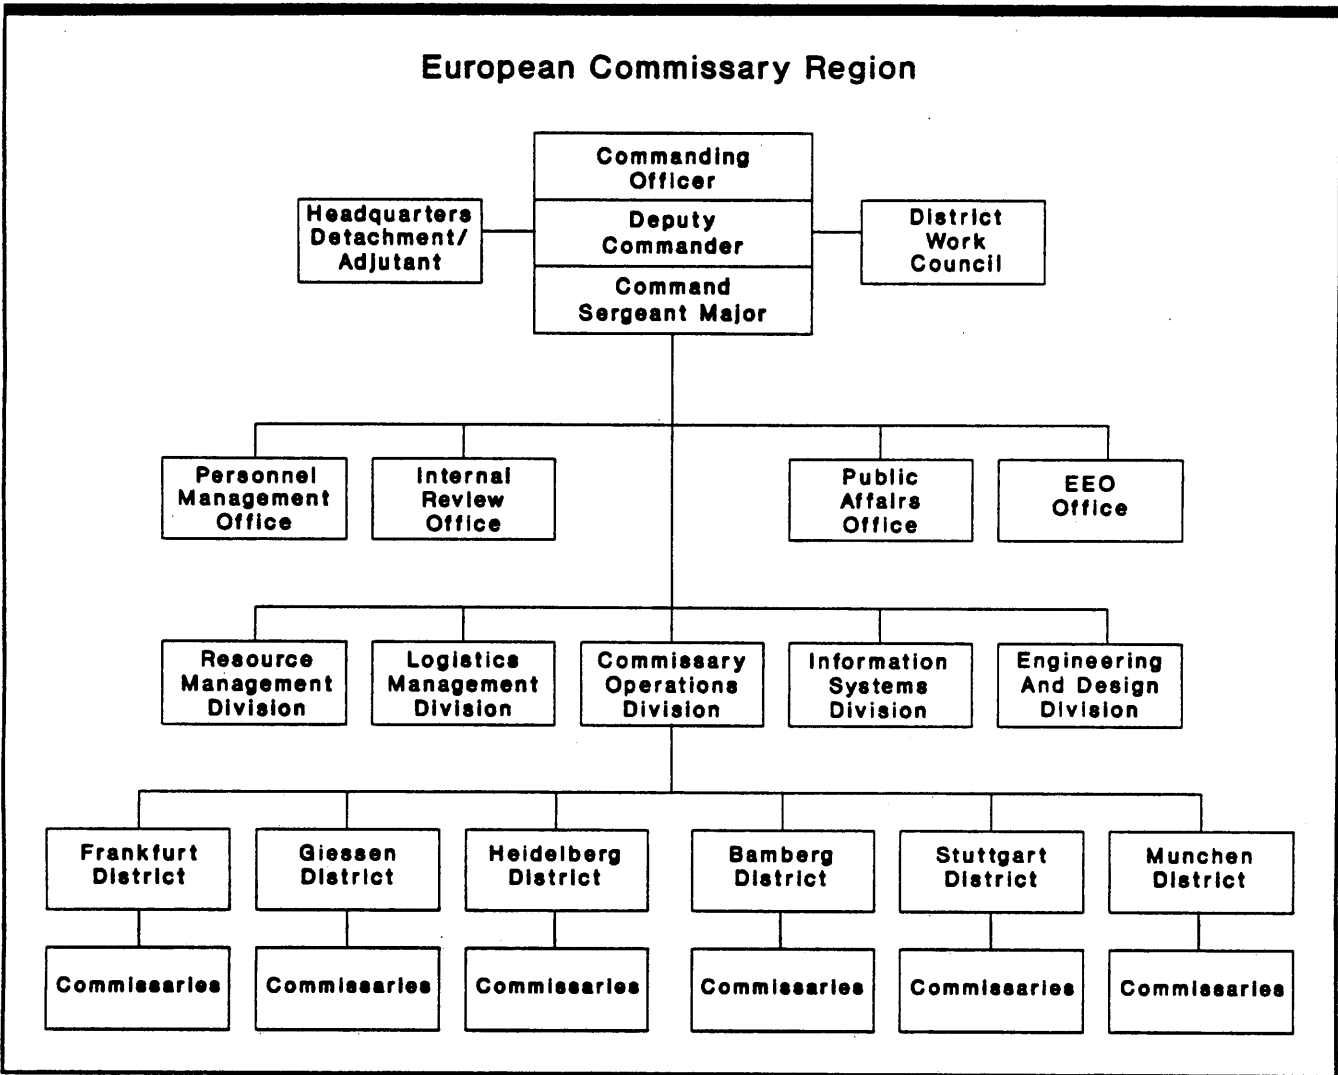 European Commissary Region
Commanding
Officer
Headquarters
Detachment/
Adjutant
Deputy
Commander
District
Work
Council
Command
Sergeant Major
Personnel
Management
Office
Internal
Review
Office
Public
Affairs
Office
EEO
Office
Resource
Management
Division
Logistics
Management
Division
Commissary
Operations
Division
Information
Systems
Division
Engineering
And Design
Division
Frankfurt
District
Giessen
District
Heidelberg
District
Bamberg
District
Stuttgart
District
Munchen
District
Commissaries
Commissaries
Commissaries
Commissaries
Commissaries
Commissaries